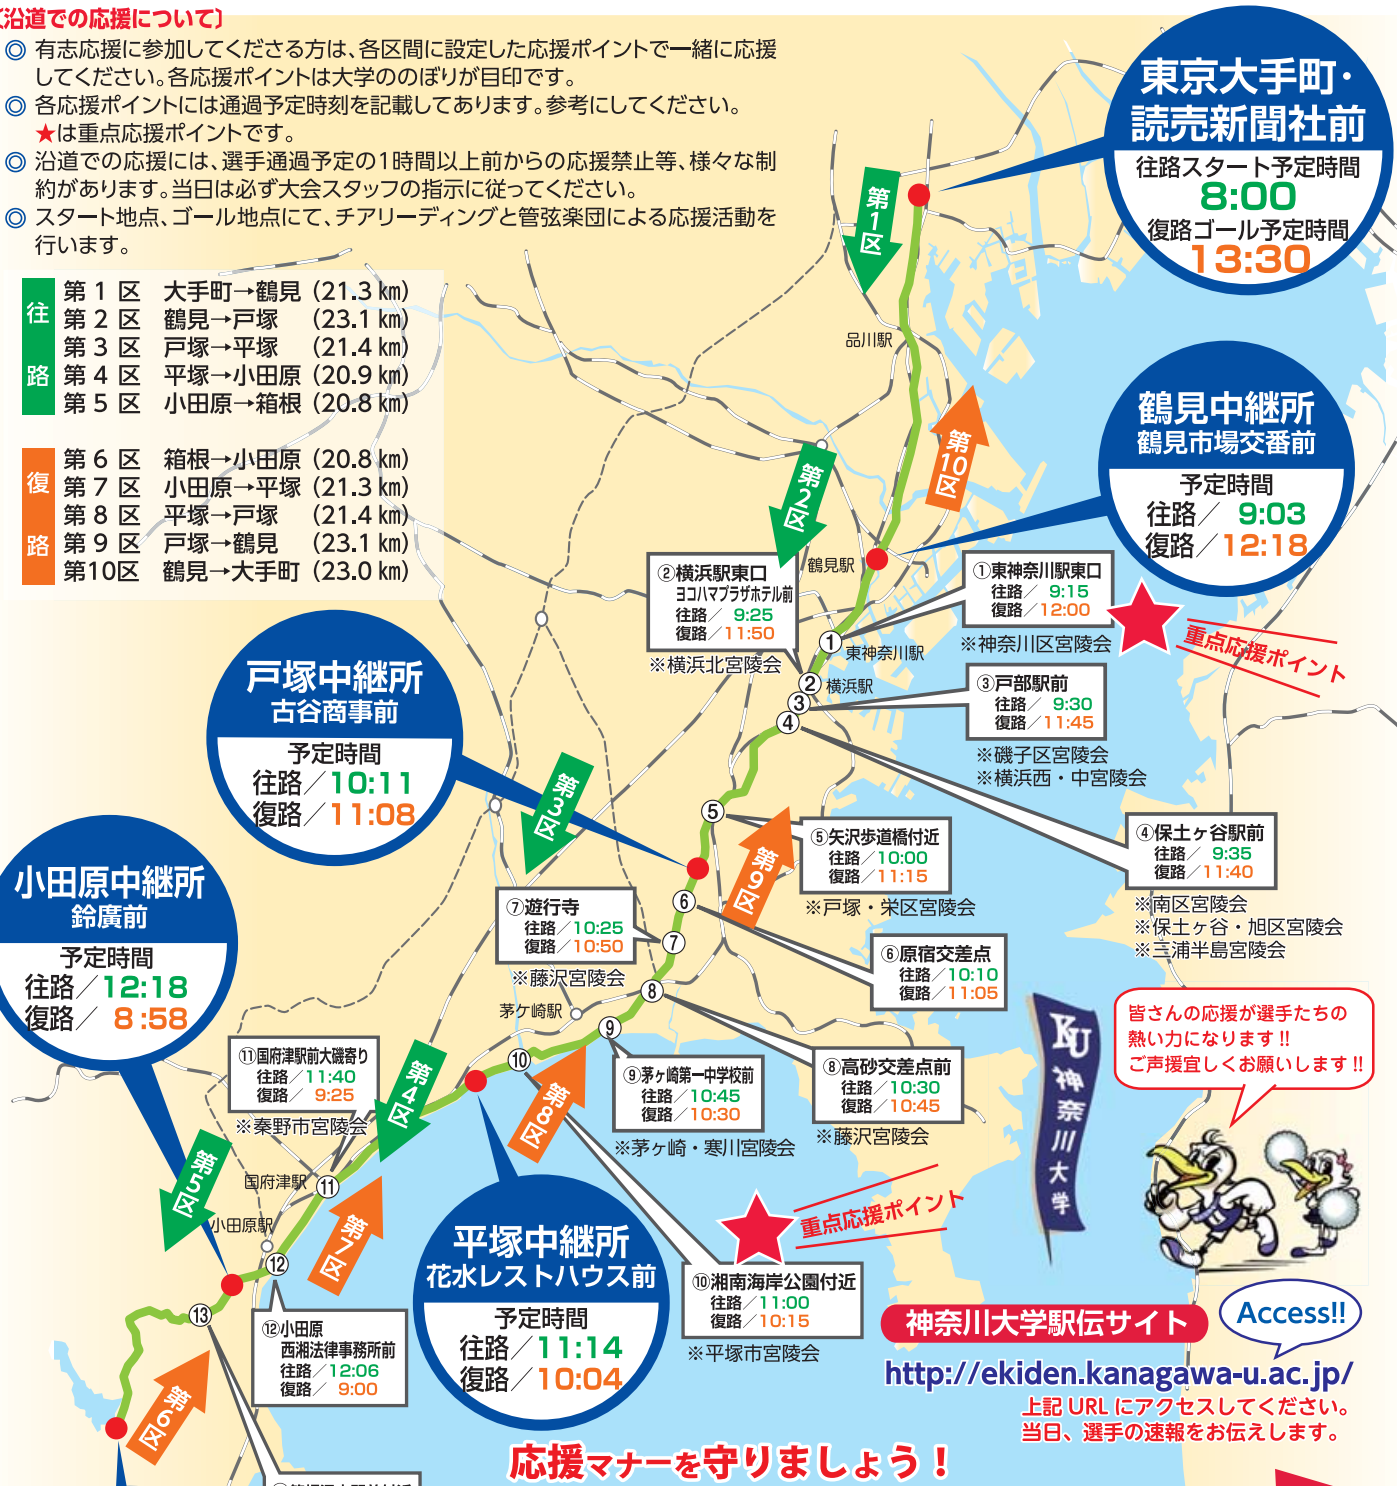 〔沿道での応援について〕
◎ 有志応援に参加してくださる方は、各区間に設定した応援ポイントで一緒に応援
してください。各応援ポイントは大学ののぼりが目印です。
◎ 各応援ポイントには通過予定時刻を記載してあります。参考にしてください。
★は重点応援ポイントです。
◎ 沿道での応援には、選手通過予定の1時間以上前からの応援禁止等、様々な制
約があります。当日は必ず大会スタッフの指示に従ってください。
◎ スタート地点、ゴール地点にて、チアリーディングと管弦楽団による応援活動を
行います。
往路
第 1 区 大手町→鶴見 (21.3 km)
第 2 区 鶴見→戸塚 (23.1 km)
第 3 区 戸塚→平塚 (21.4 km)
第 4 区 平塚→小田原 (20.9 km)
第 5 区 小田原→箱根 (20.8 km)
復路
第 6 区 箱根→小田原 (20.8 km)
第 7 区 小田原→平塚 (21.3 km)
第 8 区 平塚→戸塚 (21.4 km)
第 9 区 戸塚→鶴見 (23.1 km)
第10区 鶴見→大手町 (23.0 km)
東京大手町・
読売新聞社前
往路スタート予定時間
8:00
復路ゴール予定時間
13:30
第1区
品川駅
鶴見中継所
鶴見市場交番前
予定時間
往路／ 9:03
復路／12:18
第10区
第2区
鶴見駅
②横浜駅東口
ヨコハマプラザホテル前
往路／ 9:25
復路／11:50
※横浜北宮陵会
①東神奈川駅東口
往路／ 9:15
復路／12:00
※神奈川区宮陵会
重点応援ポイント
①
東神奈川駅
②
横浜駅
③
④
③戸部駅前
往路／ 9:30
復路／11:45
※磯子区宮陵会
※横浜西・中宮陵会
戸塚中継所
古谷商事前
予定時間
往路／10:11
復路／11:08
第3区
⑤
第9区
⑤矢沢歩道橋付近
往路／10:00
復路／11:15
※戸塚・栄区宮陵会
④保土ヶ谷駅前
往路／ 9:35
復路／11:40
※南区宮陵会
※保土ヶ谷・旭区宮陵会
※三浦半島宮陵会
小田原中継所
鈴廣前
予定時間
往路／12:18
復路／ 8:58
⑦遊行寺
往路／10:25
復路／10:50
※藤沢宮陵会
⑥
⑦
⑧
⑥原宿交差点
往路／10:10
復路／11:05
茅ケ崎駅
⑨
⑩
⑪国府津駅前大磯寄り
往路／11:40
復路／ 9:25
※秦野市宮陵会
第4区
第8区
⑨茅ヶ崎第一中学校前
往路／10:45
復路／10:30
※茅ヶ崎・寒川宮陵会
⑧高砂交差点前
往路／10:30
復路／10:45
※藤沢宮陵会
KU
神奈川大学
皆さんの応援が選手たちの
熱い力になります!!
ご声援宜しくお願いします!!
第5区
国府津駅
⑪
小田原駅
第7区
⑫
⑬
平塚中継所
花水レストハウス前
予定時間
往路／11:14
復路／10:04
重点応援ポイント
⑩湘南海岸公園付近
往路／11:00
復路／10:15
※平塚市宮陵会
⑫小田原
西湘法律事務所前
往路／12:06
復路／ 9:00
第6区
神奈川大学駅伝サイト
Access!!
http://ekiden.kanagawa-u.ac.jp/
上記 URL にアクセスしてください。
当日、選手の速報をお伝えします。
応援マナーを守りましょう！